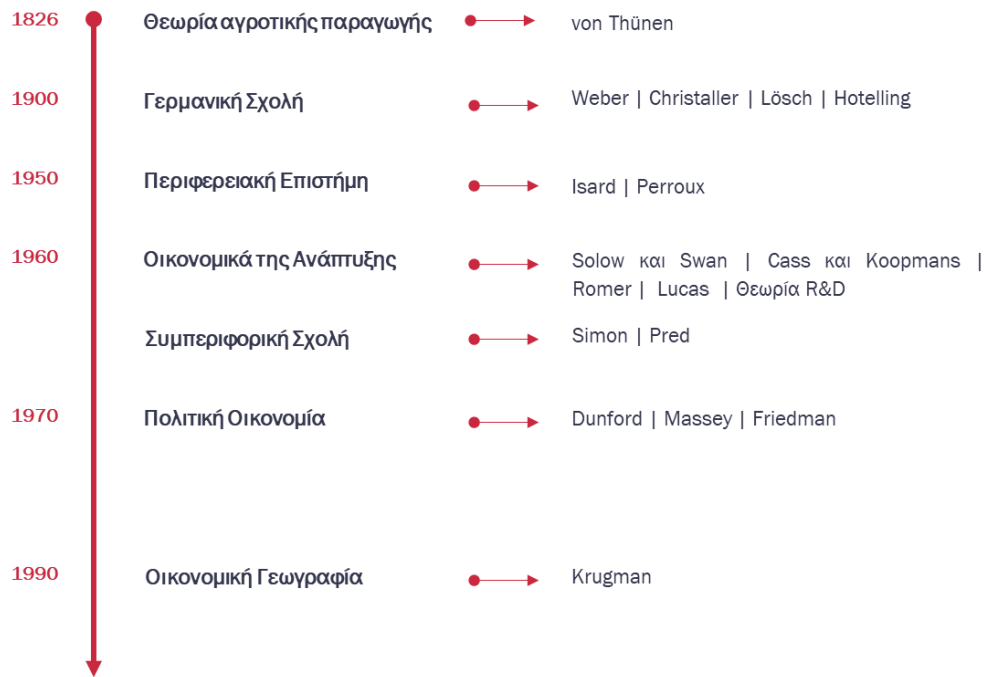 1826 Θεωρία αγροτικής παραγωγής von Thünen
1900 Γερμανική Σχολή Weber | Christaller | Lösch | Hotelling
1950 Περιφερειακή Επιστήμη Isard | Perroux
1960 Οικονομικά της Ανάπτυξης Solow και Swan | Cass και Koopmans |
Romer | Lucas | Θεωρία R&D
Συμπεριφορική Σχολή Simon | Pred
1970 Πολιτική Οικονομία Dunford | Massey | Friedman
1990 Οικονομική Γεωγραφία Krugman